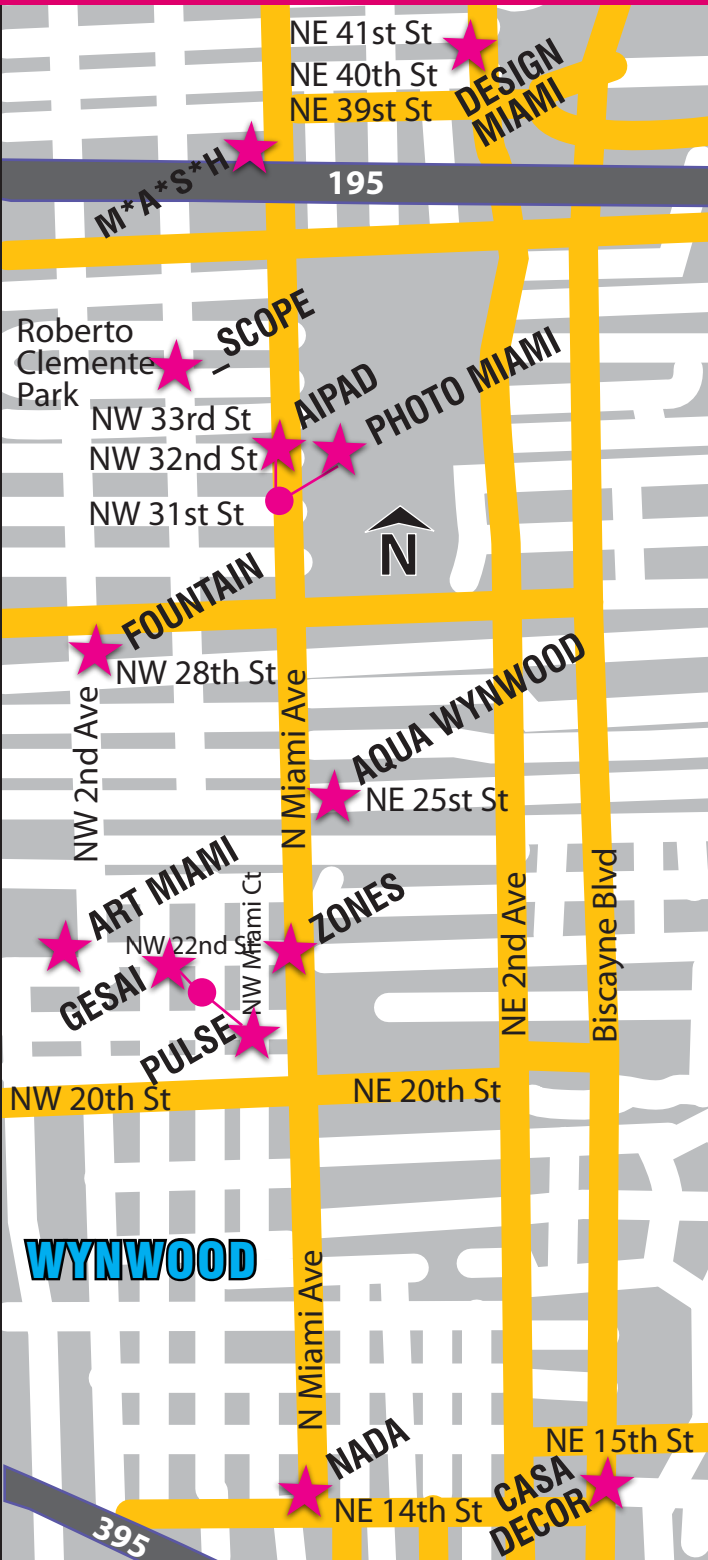 NE 41st St
NE 40th St
NE 39st St
DESIGN
MIAMI
M*A*S*H
195
SCOPE
Roberto
Clemente
Park
AIPAD
PHOTO MIAMI
NW 33rd St
NW 32nd St
NW 31st St
N
FOUNTAIN
NW 28th St
NW 2nd Ave
N Miami Ave
AQUA WYNWOOD
NE 25st St
ART MIAMI
NW 22nd St
NW Miami Ct
ZONES
NE 2nd Ave
Biscayne Blvd
GESAI
PULSE
NW 20th St
NE 20th St
WYNWOOD
N Miami Ave
NADA
NE 15th St
NE 14th St
CASA
DECOR
395